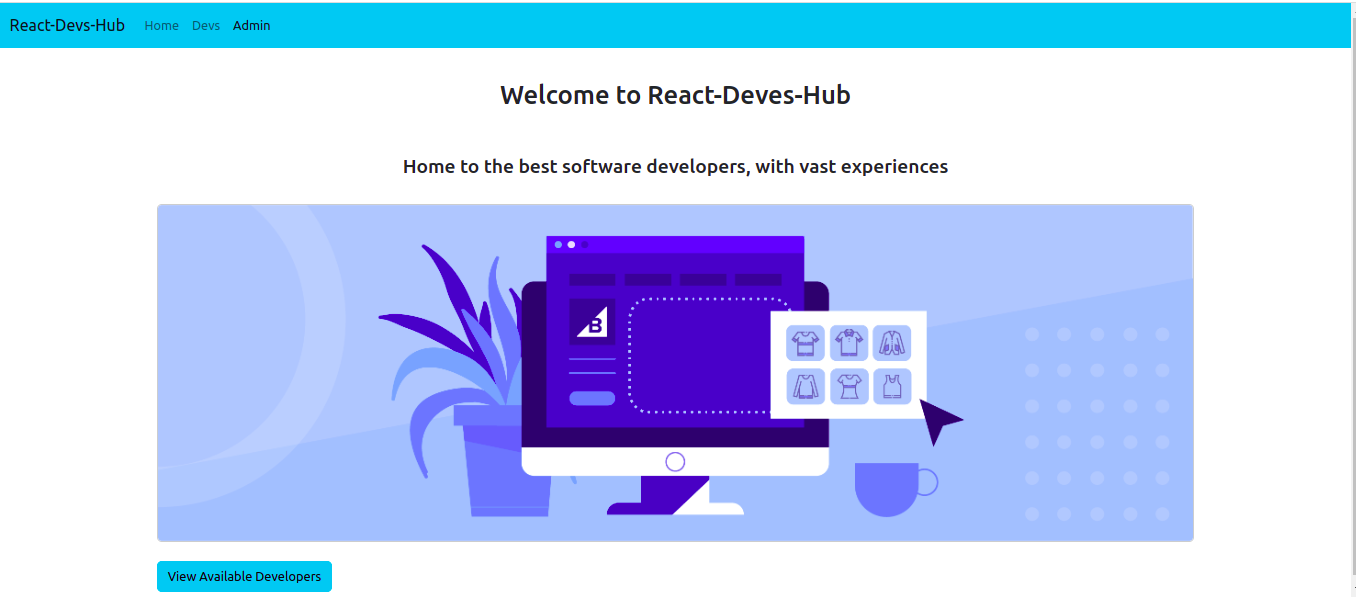 React-Devs-Hub Home Devs Admin
Welcome to React-Deves-Hub
Home to the best software developers, with vast experiences
B
View Available Developers